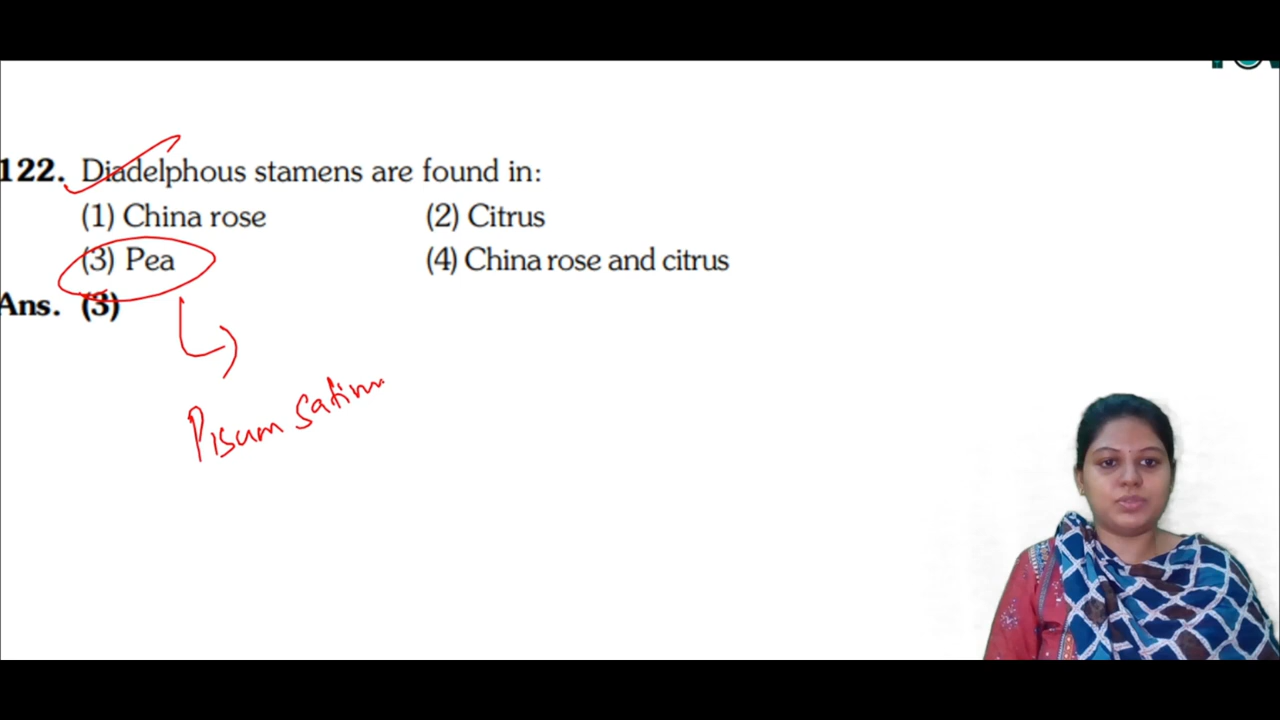 122. Diadelphous stamens are found in:
(1) China rose (2) Citrus
(3) Pea (4) China rose and citrus
Ans. (3)
Pisum